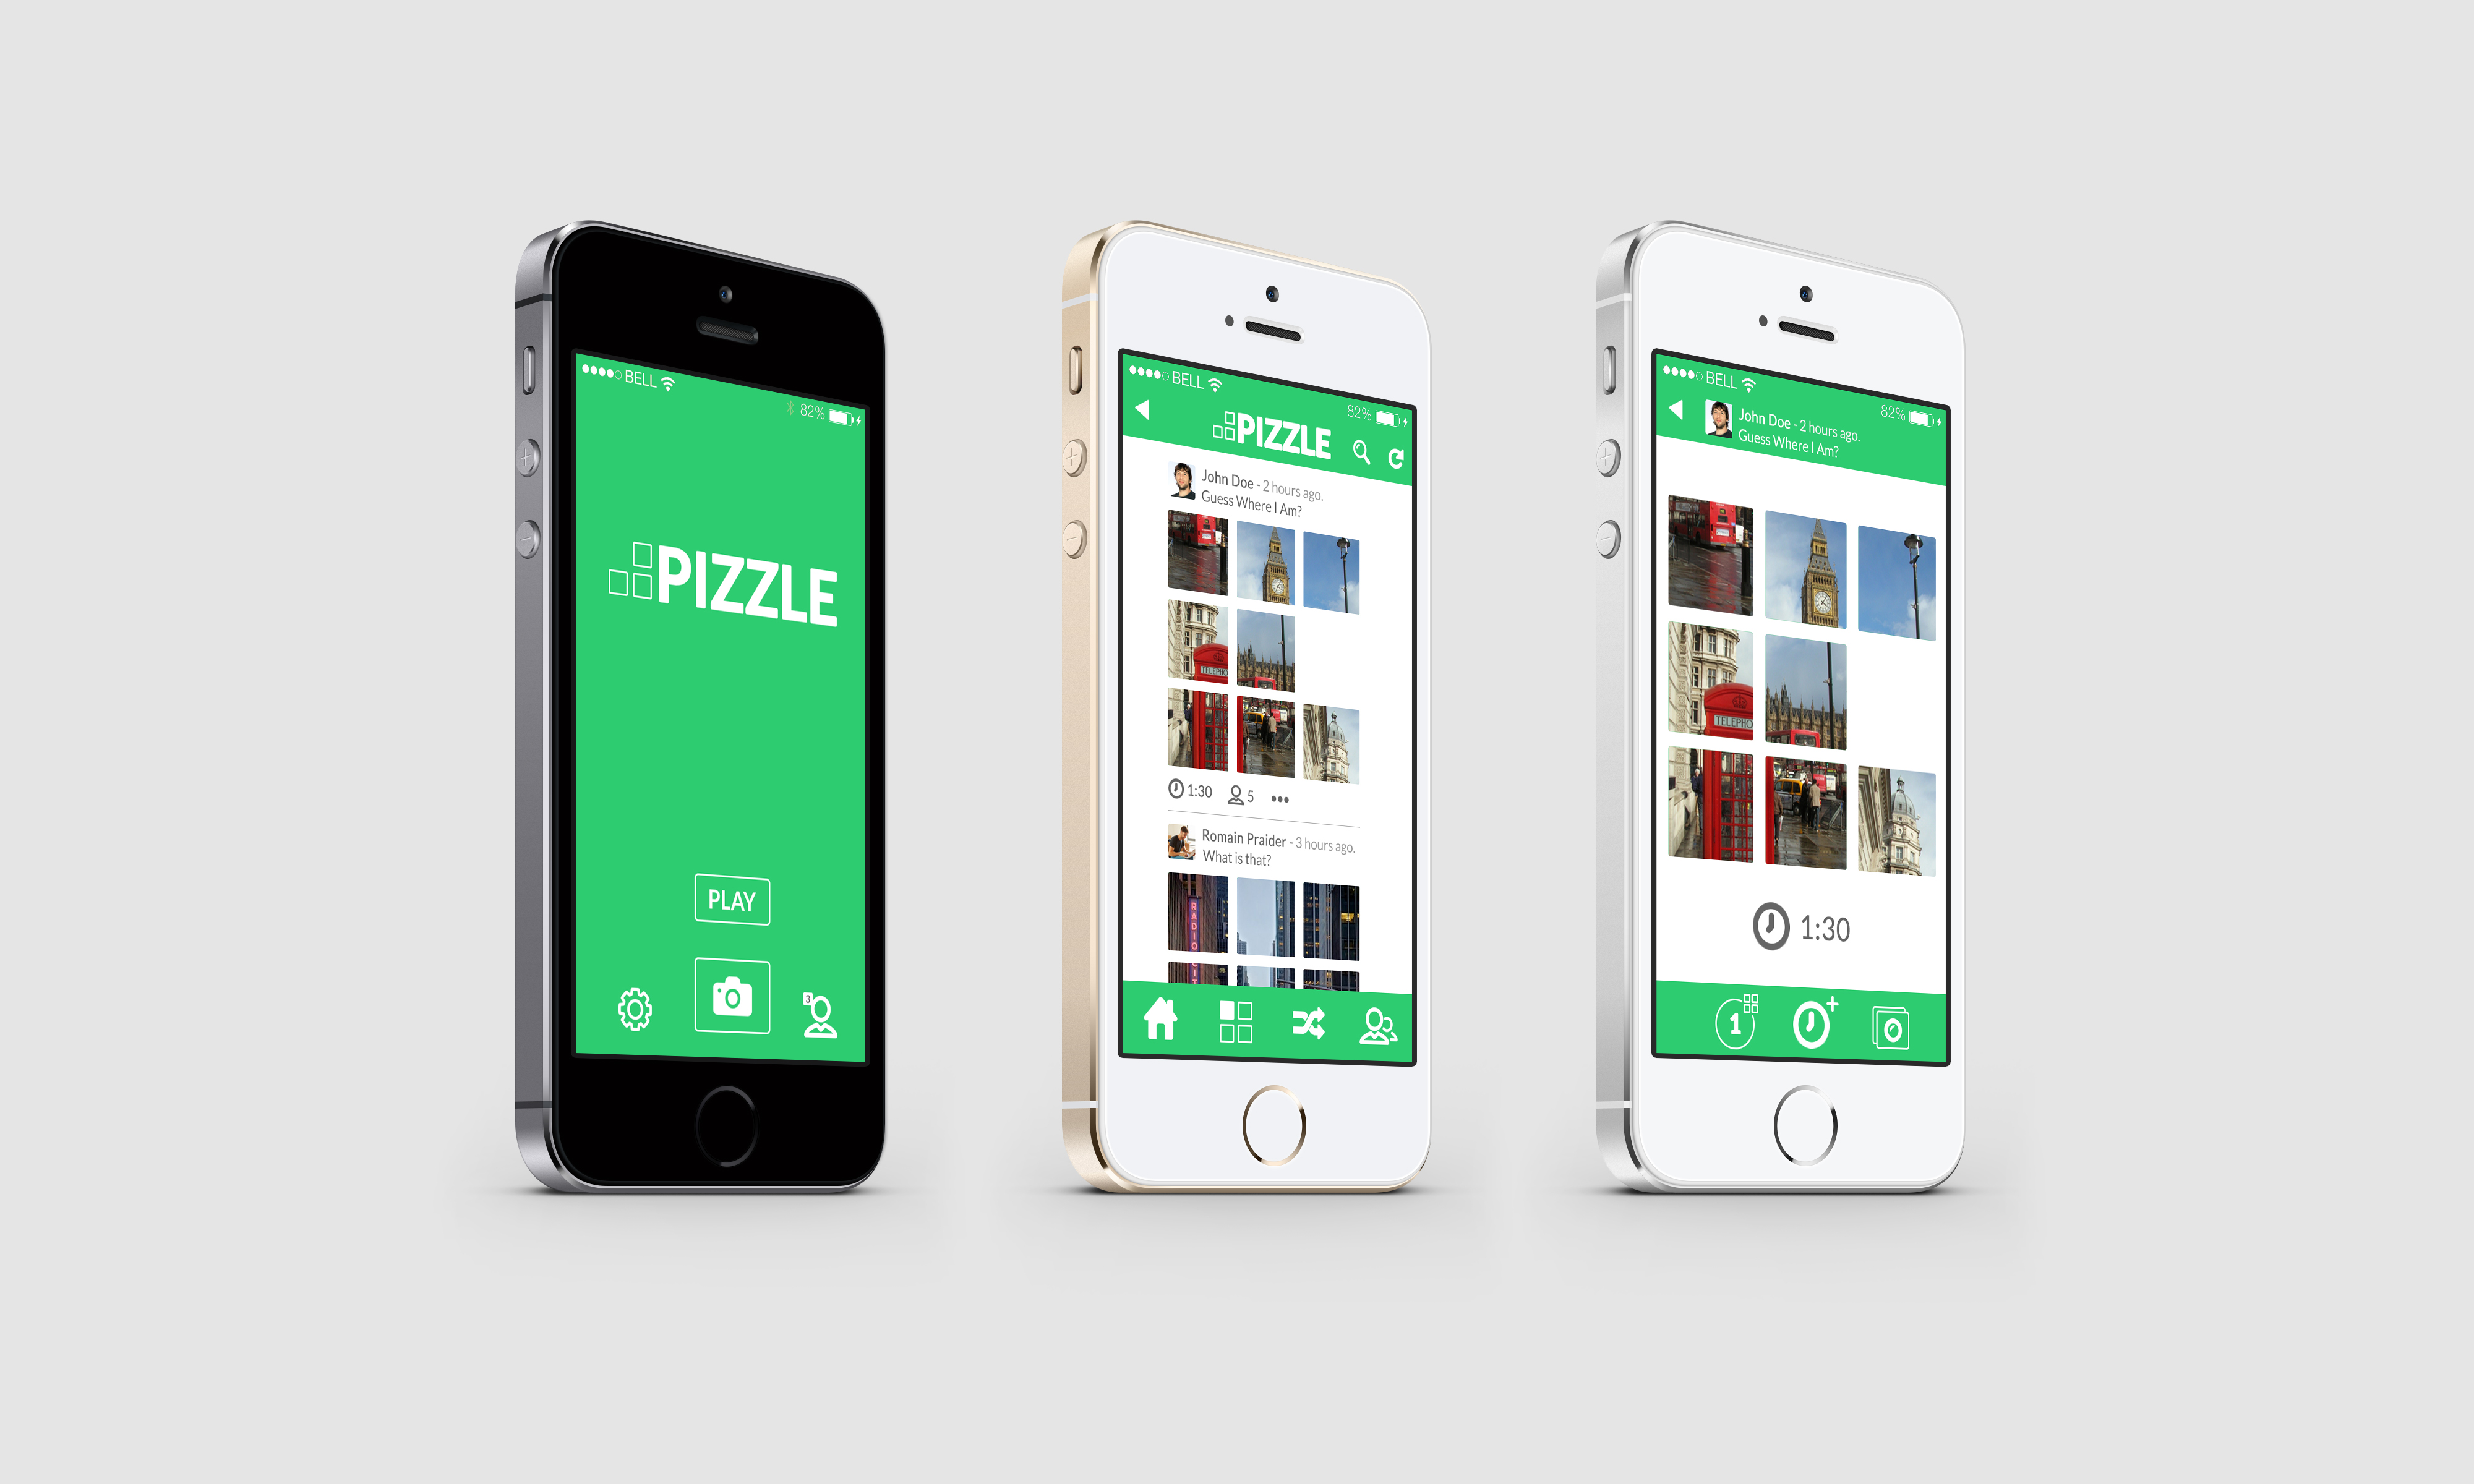 BELL
82%
PIZZLE
PLAY
3
BELL
82%
PIZZLE
John Doe - 2 hours ago.
Guess Where I Am?
TELEPHO
1:30
5
Romain Praider - 3 hours ago.
What is that?
RADIO
BELL
82%
John Doe - 2 hours ago.
Guess Where I Am?
TELEPHO
1:30
1